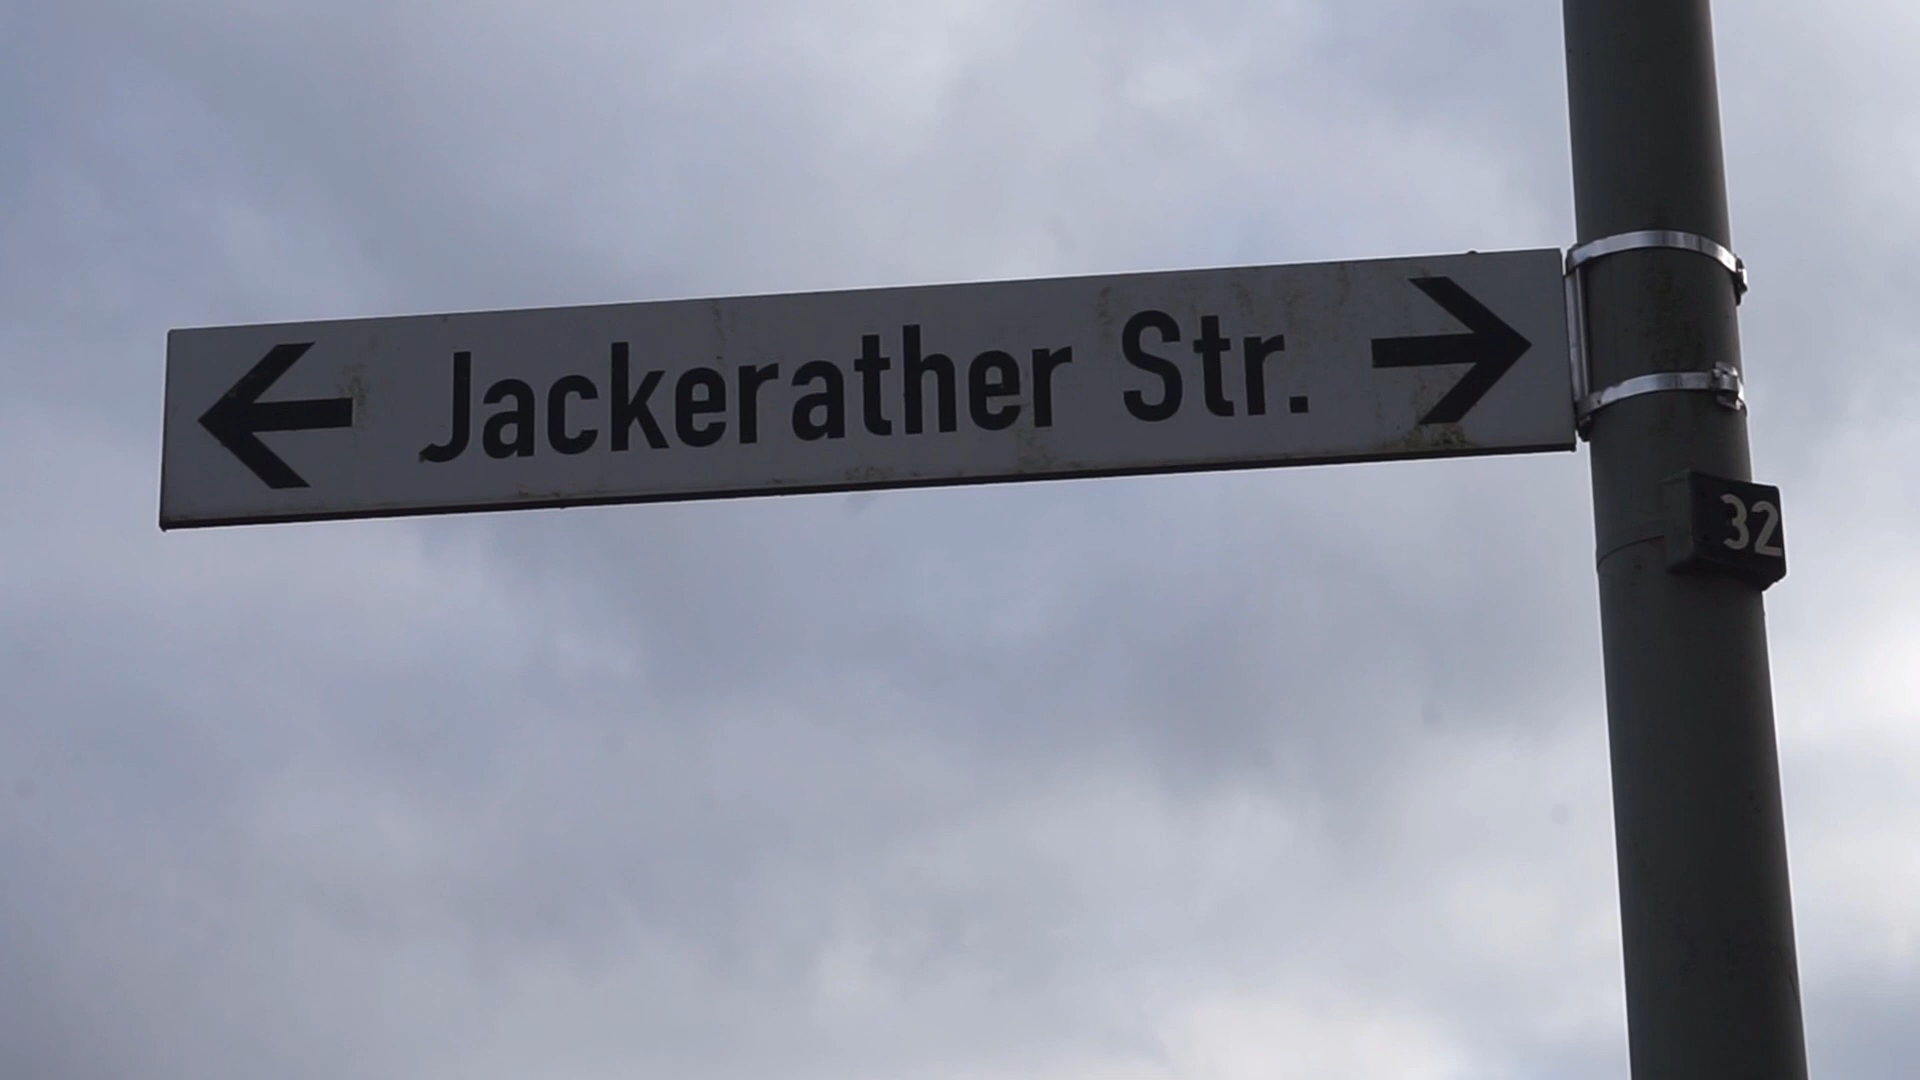 ← Jackerather Str. →
32